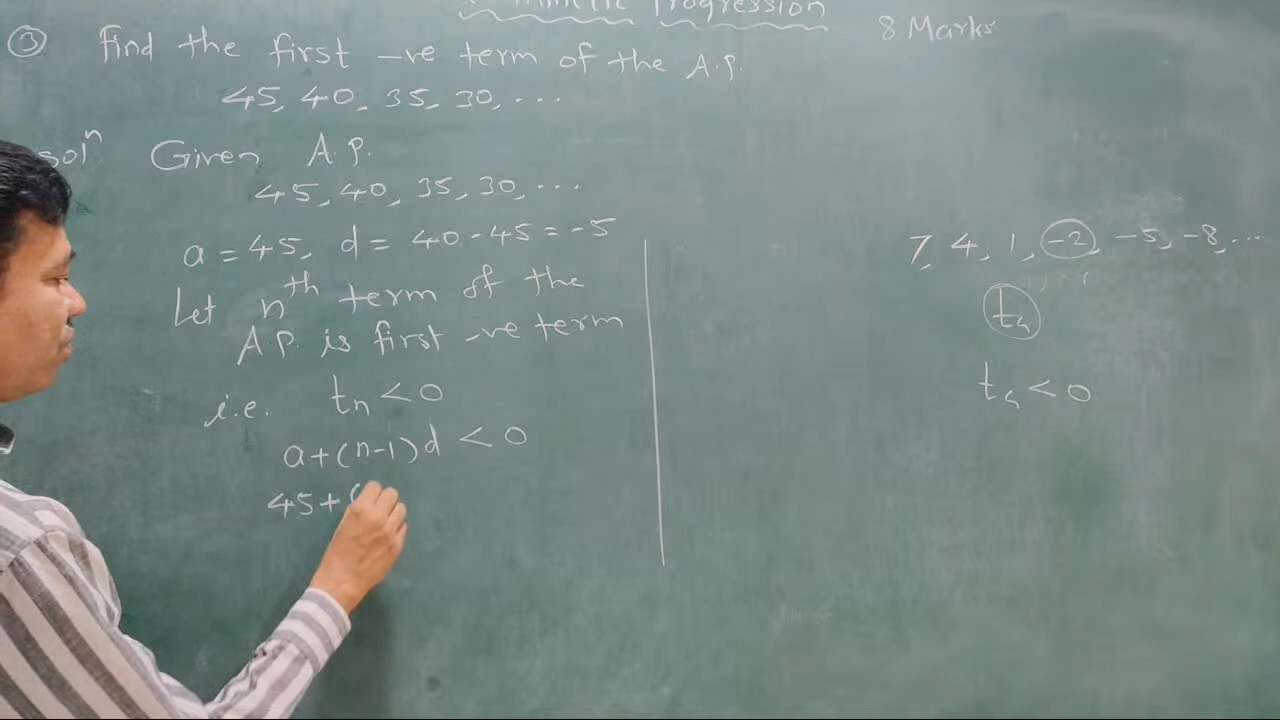 Progression
8 Marks
③ Find the first -ve term of the A.P.
45, 40, 35, 30, ...
solⁿ Given A.P.
45, 40, 35, 30, ...
a = 45, d = 40 - 45 = -5
Let nth term of the
A.P. is first -ve term
i.e. tn < 0
a + (n-1) d < 0
45 + (
7, 4, 1, -2, -5, -8, ...
t4
t4 < 0